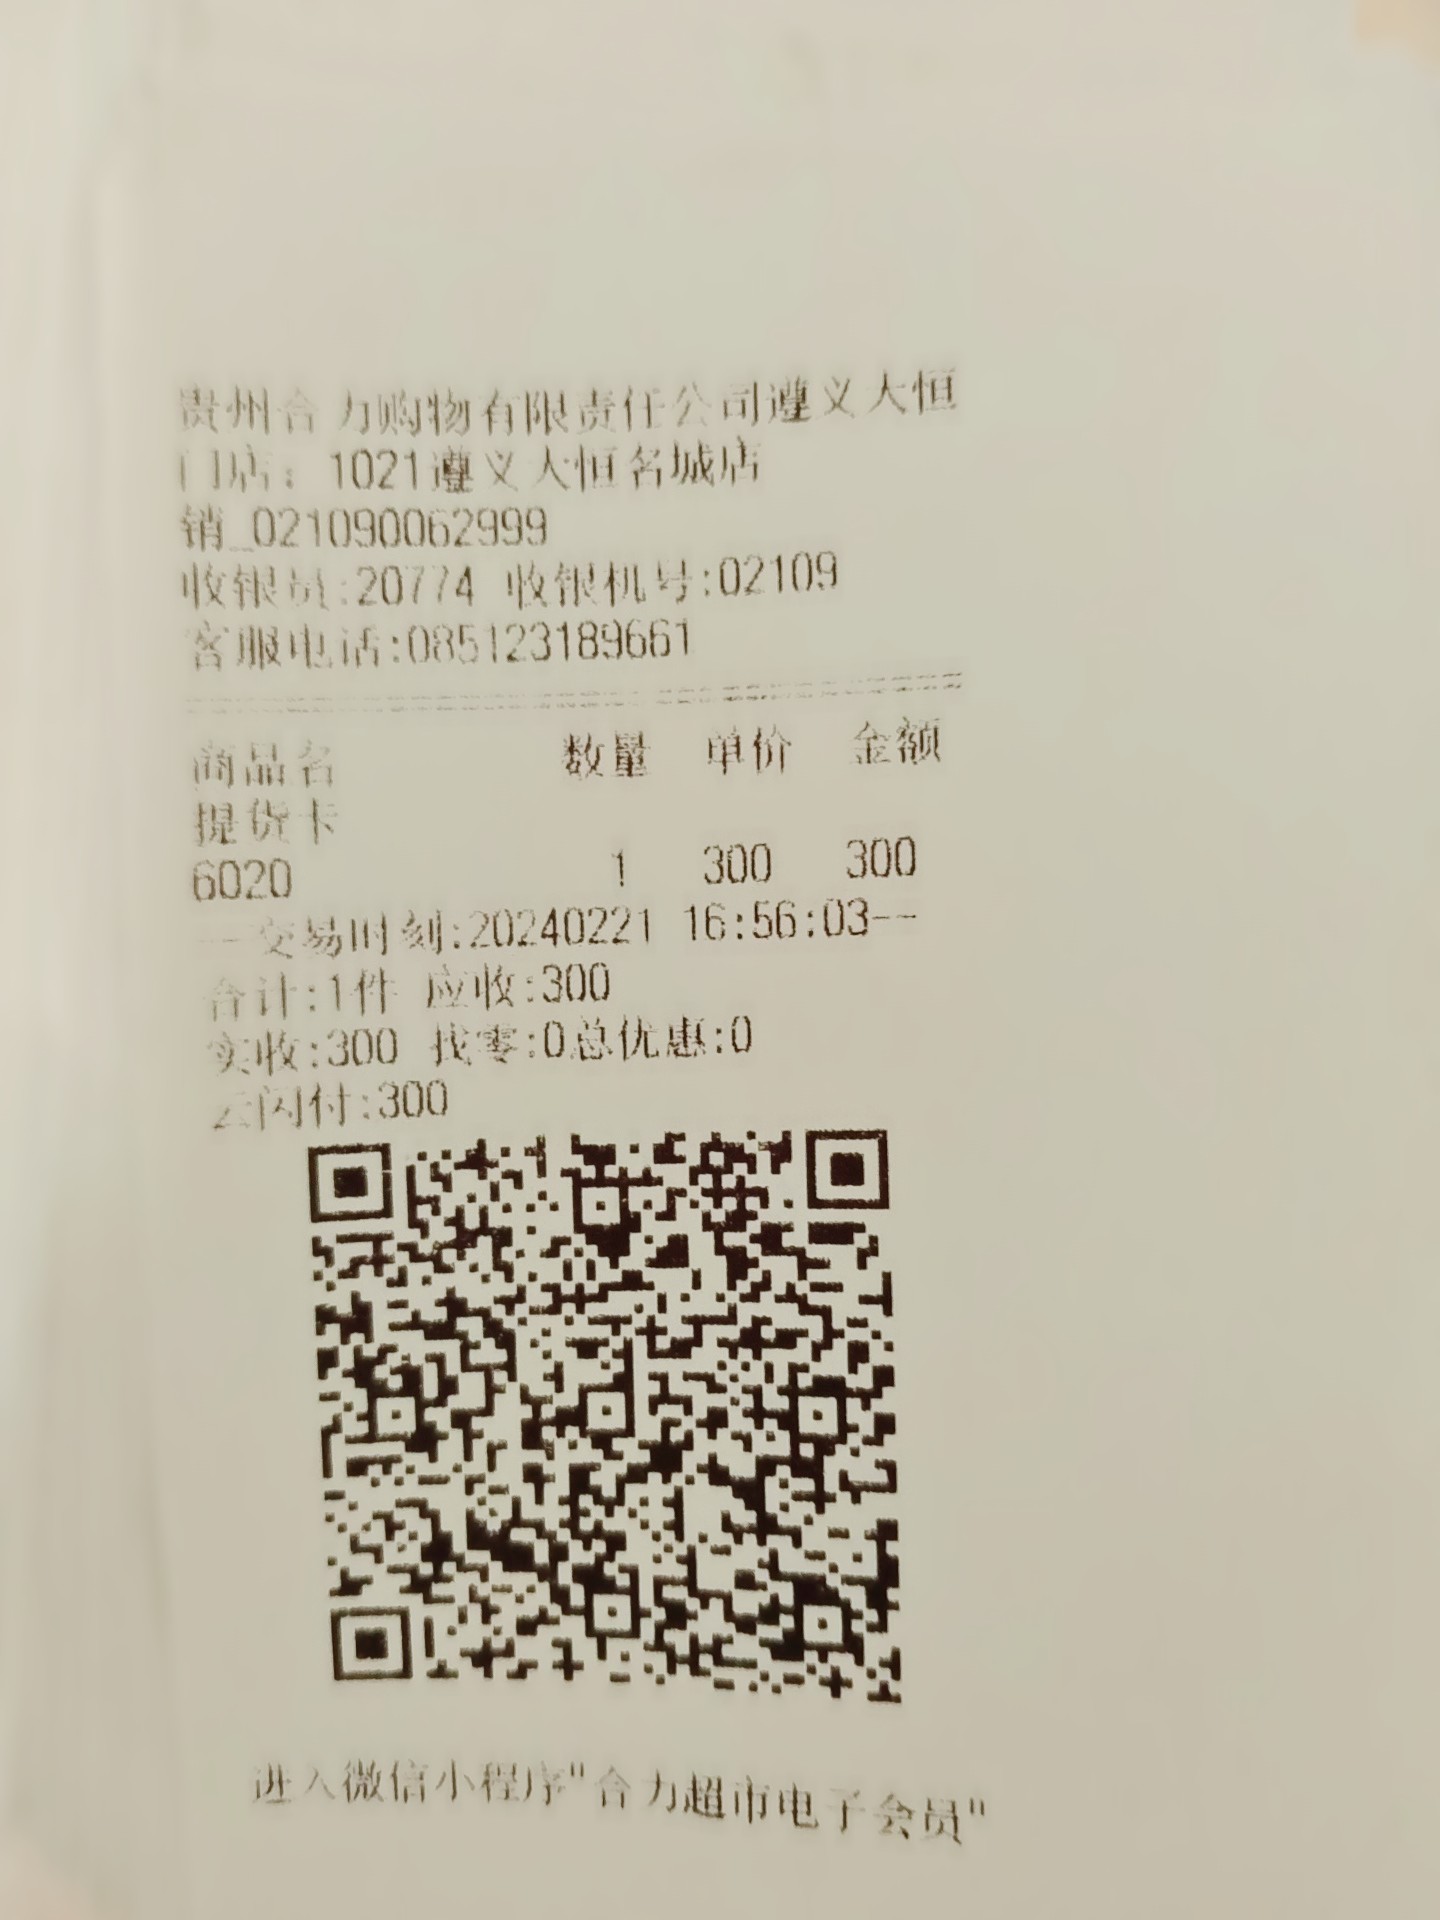 贵州合力购物有限责任公司遵义大恒
门店：1021遵义大恒名城店
销_021090062999
收银员:20774 收银机号:02109
客服电话:085123189661
商品名 数量 单价 金额
提货卡
6020 1 300 300
--交易时刻:20240221 16:56:03--
合计:1件 应收:300
实收:300 找零:0总优惠:0
云闪付:300
进入微信小程序"合力超市电子会员"